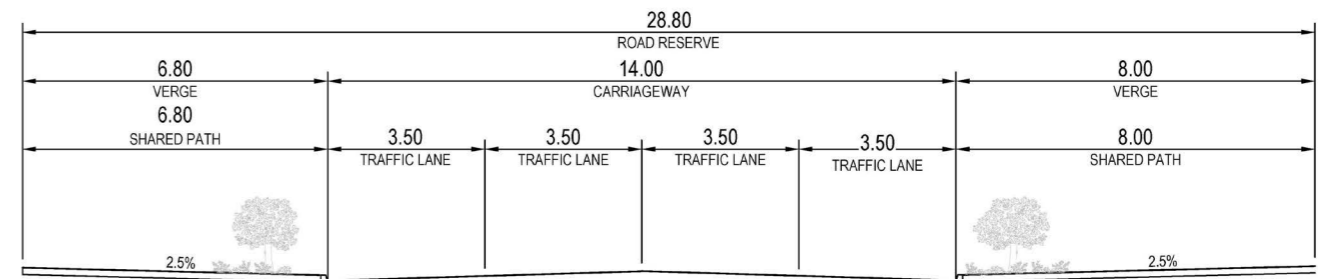 28.80
ROAD RESERVE
6.80
VERGE
14.00
CARRIAGEWAY
8.00
VERGE
6.80
SHARED PATH
3.50
TRAFFIC LANE
3.50
TRAFFIC LANE
3.50
TRAFFIC LANE
3.50
TRAFFIC LANE
8.00
SHARED PATH
2.5%
2.5%